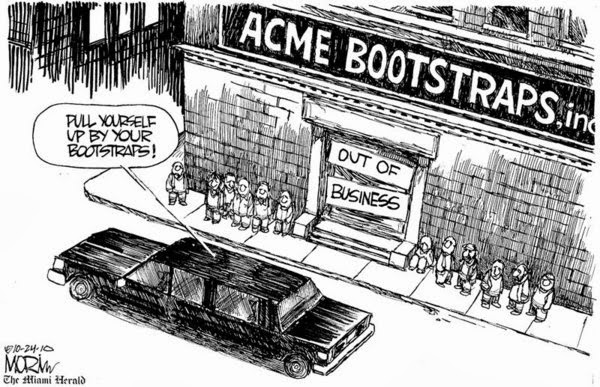 ACME BOOTSTRAPS, inc
PULL YOURSELF
UP BY YOUR
BOOTSTRAPS!
OUT OF
BUSINESS
10-24-10
MORIN
The Miami Herald